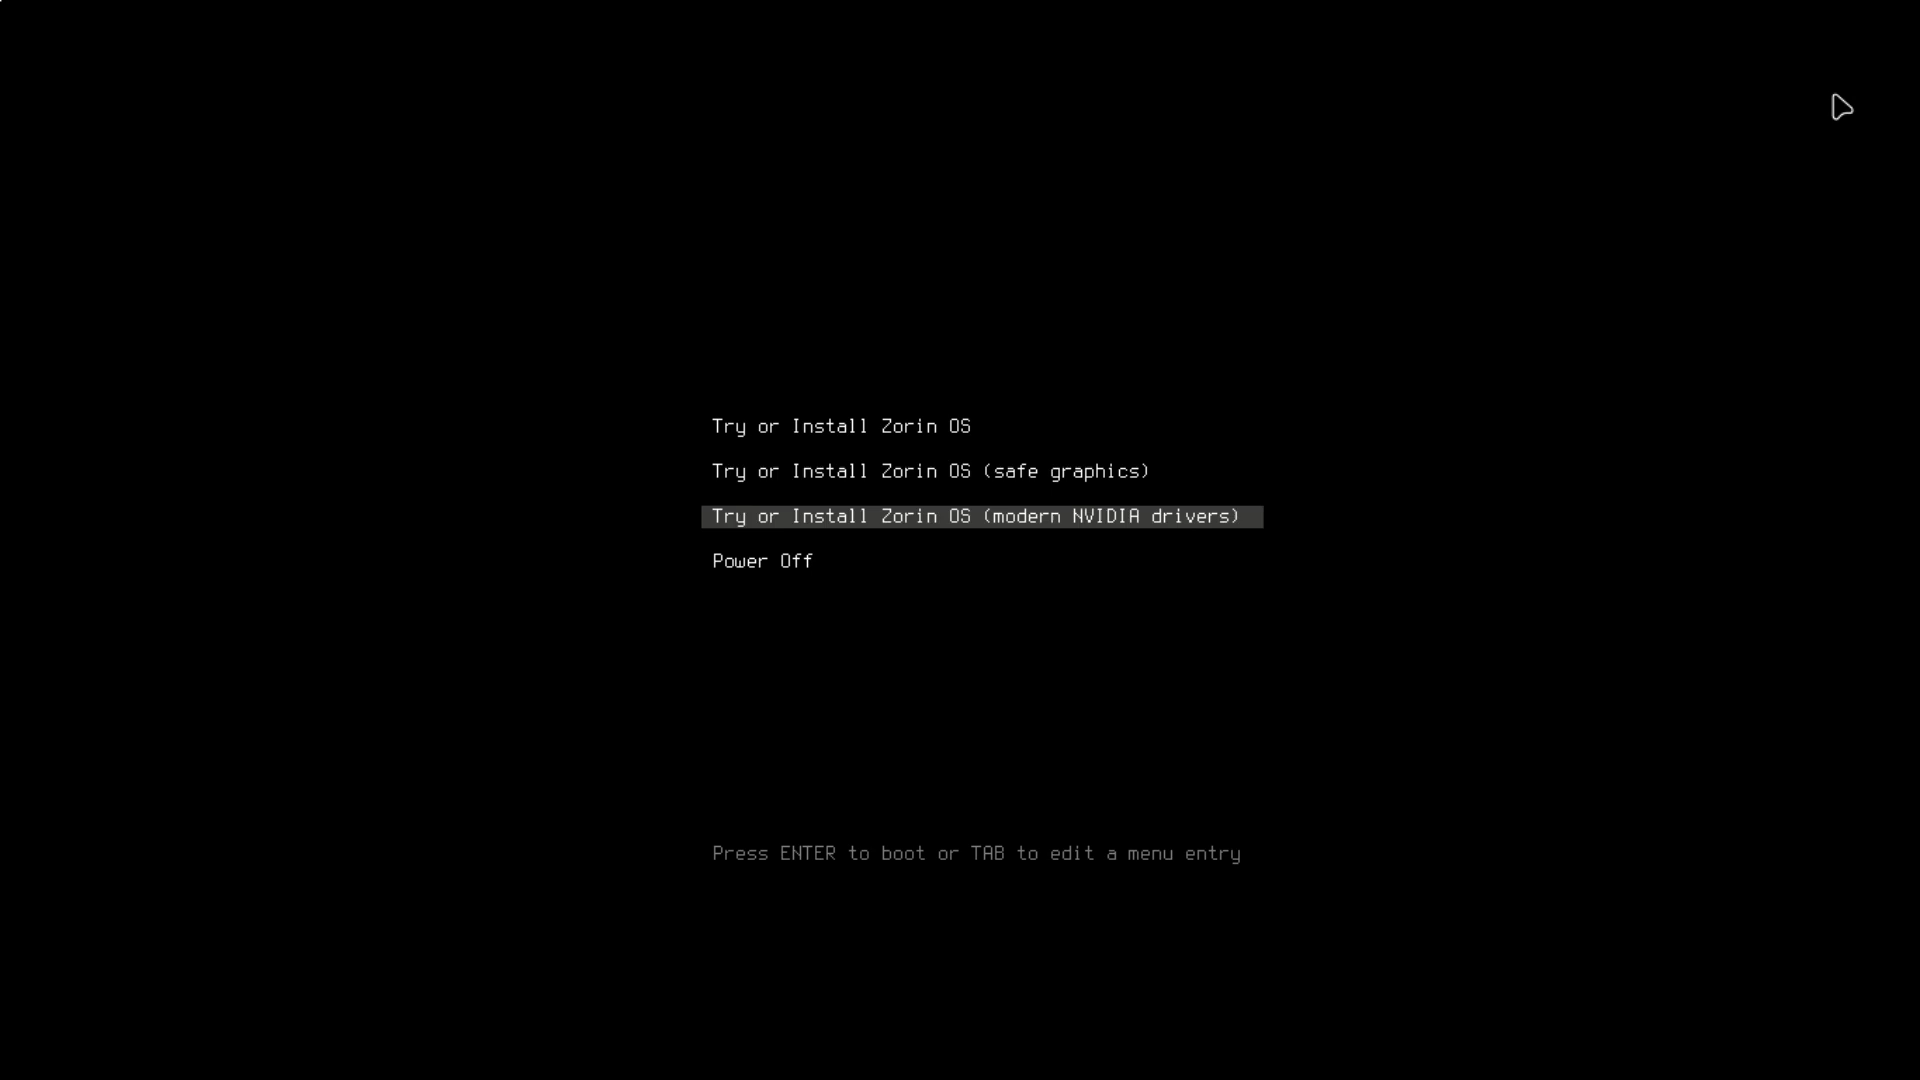 Try or Install Zorin OS
Try or Install Zorin OS (safe graphics)
Try or Install Zorin OS (modern NVIDIA drivers)
Power Off
Press ENTER to boot or TAB to edit a menu entry